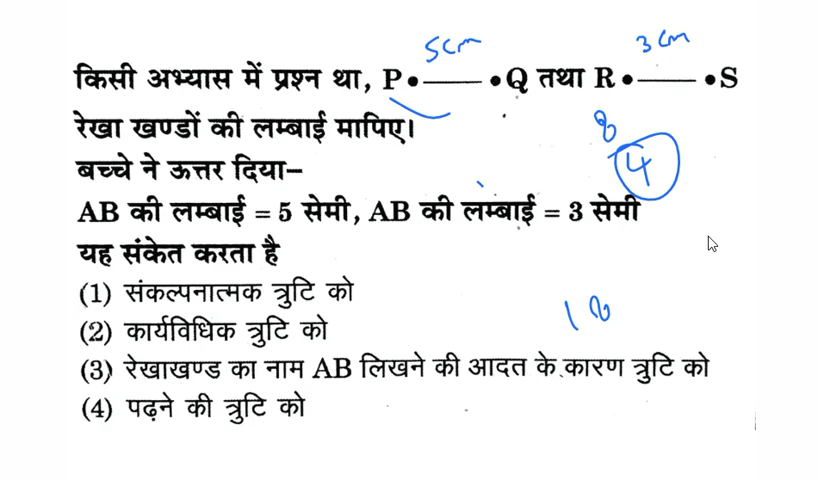 5cm 3cm
किसी अभ्यास में प्रश्न था, P•——•Q तथा R•——•S
रेखा खण्डों की लम्बाई मापिए।
बच्चे ने ऊत्तर दिया–
4
AB की लम्बाई = 5 सेमी, AB की लम्बाई = 3 सेमी
यह संकेत करता है
(1) संकल्पनात्मक त्रुटि को
(2) कार्यविधिक त्रुटि को
(3) रेखाखण्ड का नाम AB लिखने की आदत के कारण त्रुटि को
(4) पढ़ने की त्रुटि को